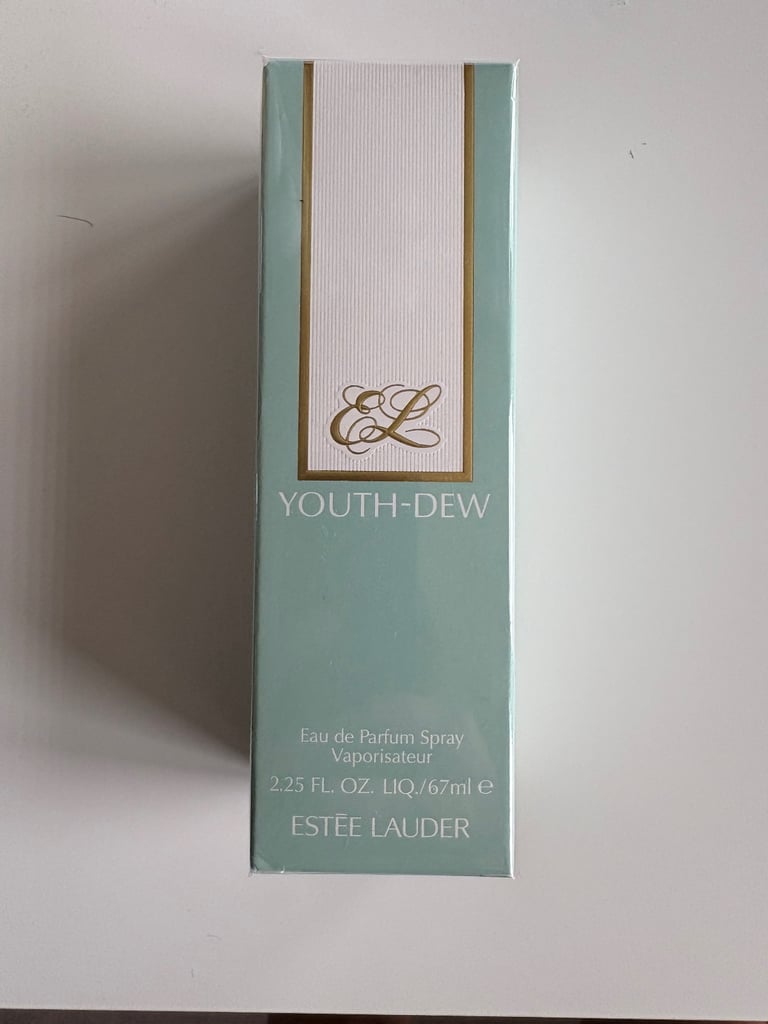 EL
YOUTH-DEW
Eau de Parfum Spray
Vaporisateur
2.25 FL. OZ. LIQ./67ml ℮
ESTĒE LAUDER